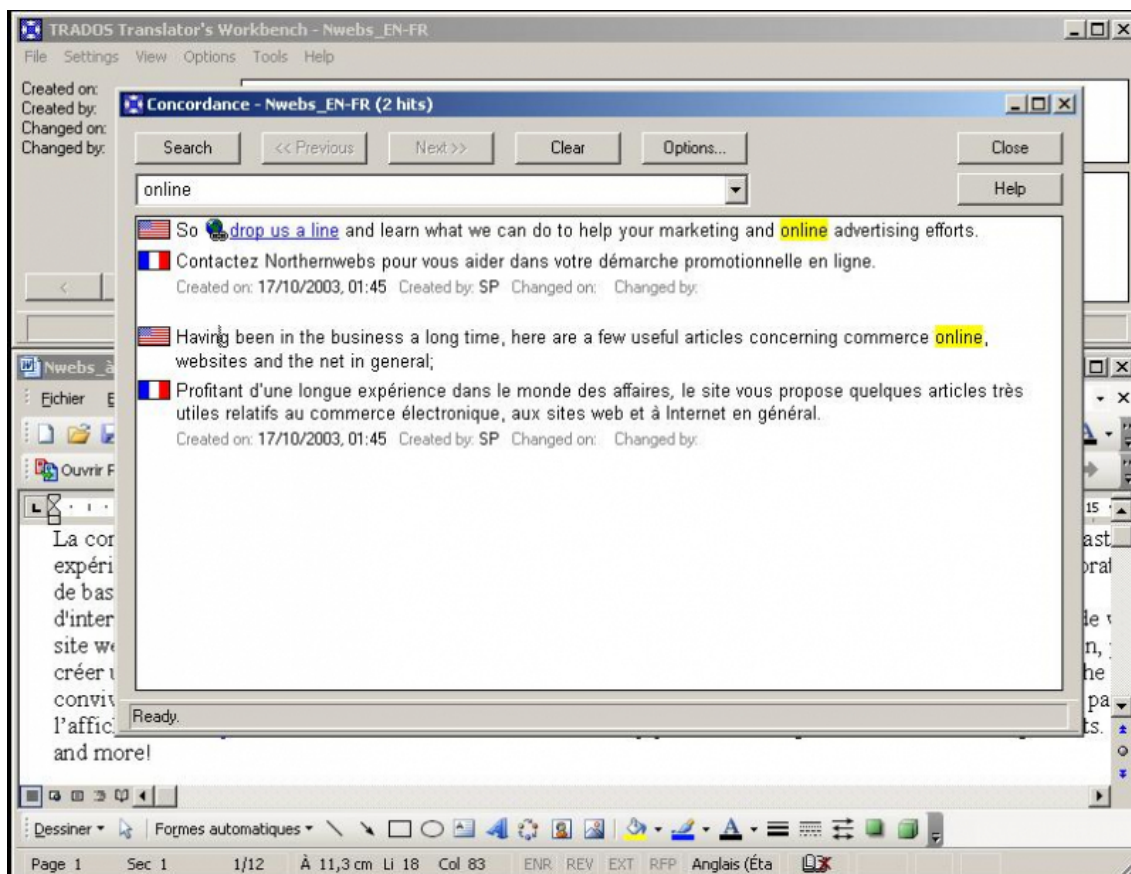 TRADOS Translator's Workbench - Nwebs_EN-FR
File Settings View Options Tools Help
Created on:
Created by:
Changed on:
Changed by:
Concordance - Nwebs_EN-FR (2 hits)
Search << Previous Next >> Clear Options... Close
online Help
So drop us a line and learn what we can do to help your marketing and online advertising efforts.
Contactez Northernwebs pour vous aider dans votre démarche promotionnelle en ligne.
Created on: 17/10/2003, 01:45 Created by: SP Changed on: Changed by:
Having been in the business a long time, here are a few useful articles concerning commerce online,
websites and the net in general;
Profitant d'une longue expérience dans le monde des affaires, le site vous propose quelques articles très
utiles relatifs au commerce électronique, aux sites web et à Internet en général.
Created on: 17/10/2003, 01:45 Created by: SP Changed on: Changed by:
Ready.
Nwebs_à
Fichier
Ouvrir F
15
La cor
expéri
de bas
d'inter
site we
créer u
conviv
l'affic
and more!
Dessiner Formes automatiques
Page 1 Sec 1 1/12 À 11,3 cm Li 18 Col 83 ENR REV EXT RFP Anglais (Éta